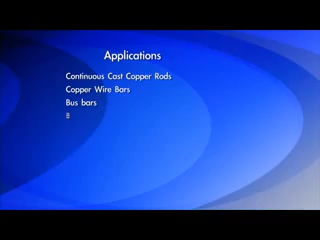 Applications
Continuous Cast Copper Rods
Copper Wire Bars
Bus bars
B